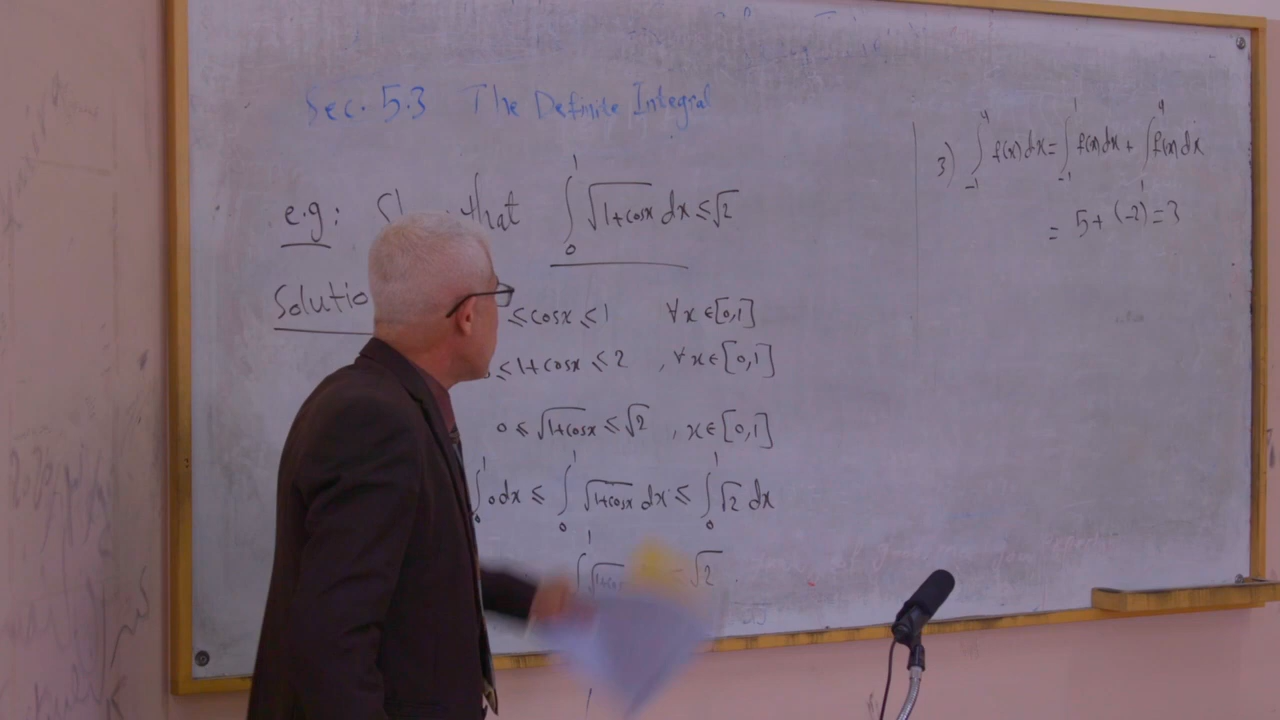 Sec. 5.3 The Definite Integral
e.g: that ∫₀¹ √(1+cosx) dx ≤ √2
Solutio
≤ cosx ≤ 1 ∀ x ∈ [0,1]
≤ 1+cosx ≤ 2 , ∀ x ∈ [0,1]
0 ≤ √(1+cosx) ≤ √2 , x ∈ [0,1]
∫₀¹ 0 dx ≤ ∫₀¹ √(1+cosx) dx ≤ ∫₀¹ √2 dx
√2
3) ∫₋₁⁴ f(x) dx = ∫₋₁¹ f(x) dx + ∫₁⁴ f(x) dx
= 5 + (-2) = 3